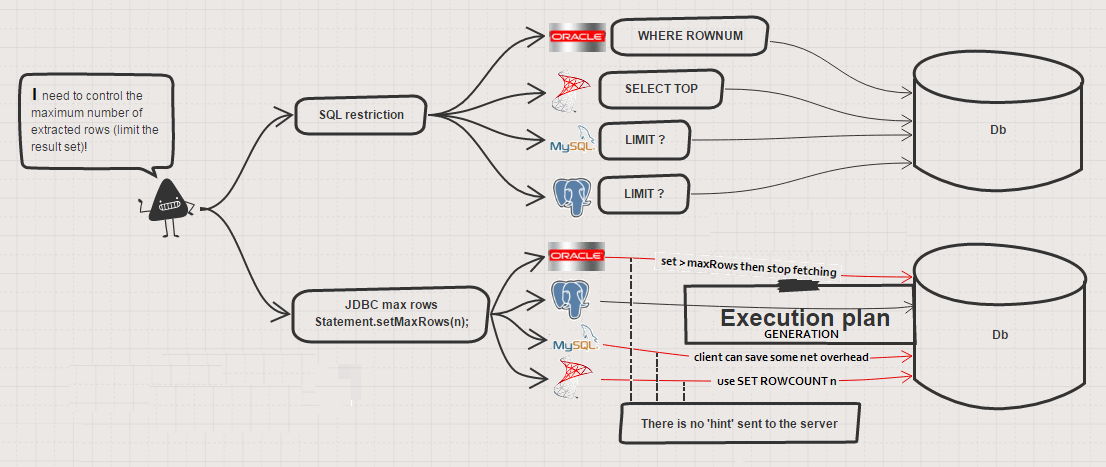 I need to control the
maximum number of
extracted rows (limit the
result set)!
SQL restriction
ORACLE
WHERE ROWNUM
SELECT TOP
MySQL
LIMIT ?
LIMIT ?
Db
JDBC max rows
Statement.setMaxRows(n);
ORACLE
set > maxRows then stop fetching
Execution plan
GENERATION
MySQL
client can save some net overhead
use SET ROWCOUNT n
Db
There is no 'hint' sent to the server